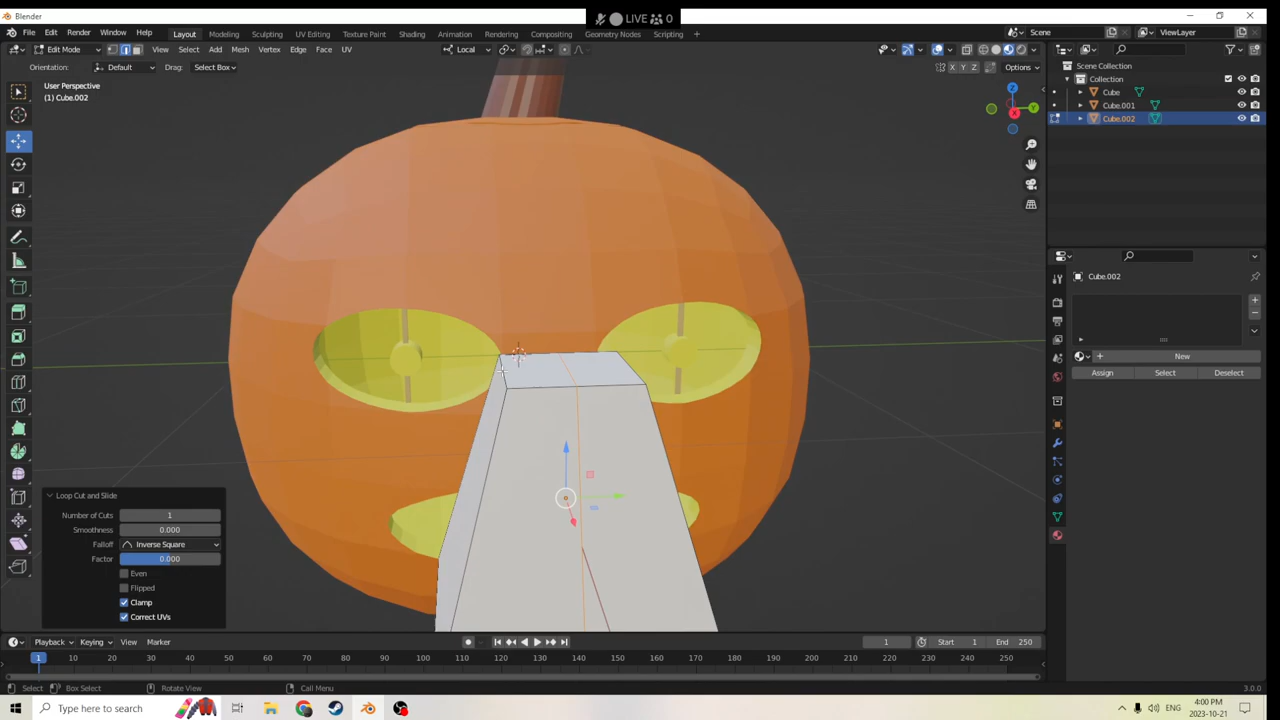 LIVE 0
Blender
File Edit Render Window Help Layout Modeling Sculpting UV Editing Texture Paint Shading Animation Rendering Compositing Geometry Nodes Scripting + Scene ViewLayer
Edit Mode View Select Add Mesh Vertex Edge Face UV Local
Orientation: Default Drag: Select Box X Y Z Options
User Perspective
(1) Cube.002
Scene Collection
Collection
Cube
Cube.001
Cube.002
Z
Y
X
Cube.002
New
Assign Select Deselect
Loop Cut and Slide
Number of Cuts 1
Smoothness 0.000
Falloff Inverse Square
Factor 0.000
Even
Flipped
Clamp
Correct UVs
Playback Keying View Marker 1 Start 1 End 250
1 10 20 30 40 50 60 70 80 90 100 110 120 130 140 150 160 170 180 190 200 210 220 230 240 250
Select Box Select Rotate View Call Menu 3.0.0
Type here to search ENG 4:00 PM
2023-10-21